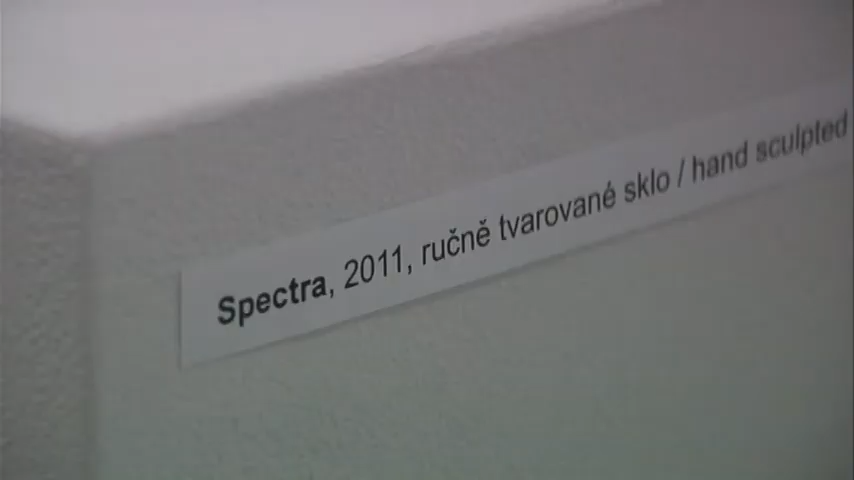 Spectra, 2011, ručně tvarované sklo / hand sculpted